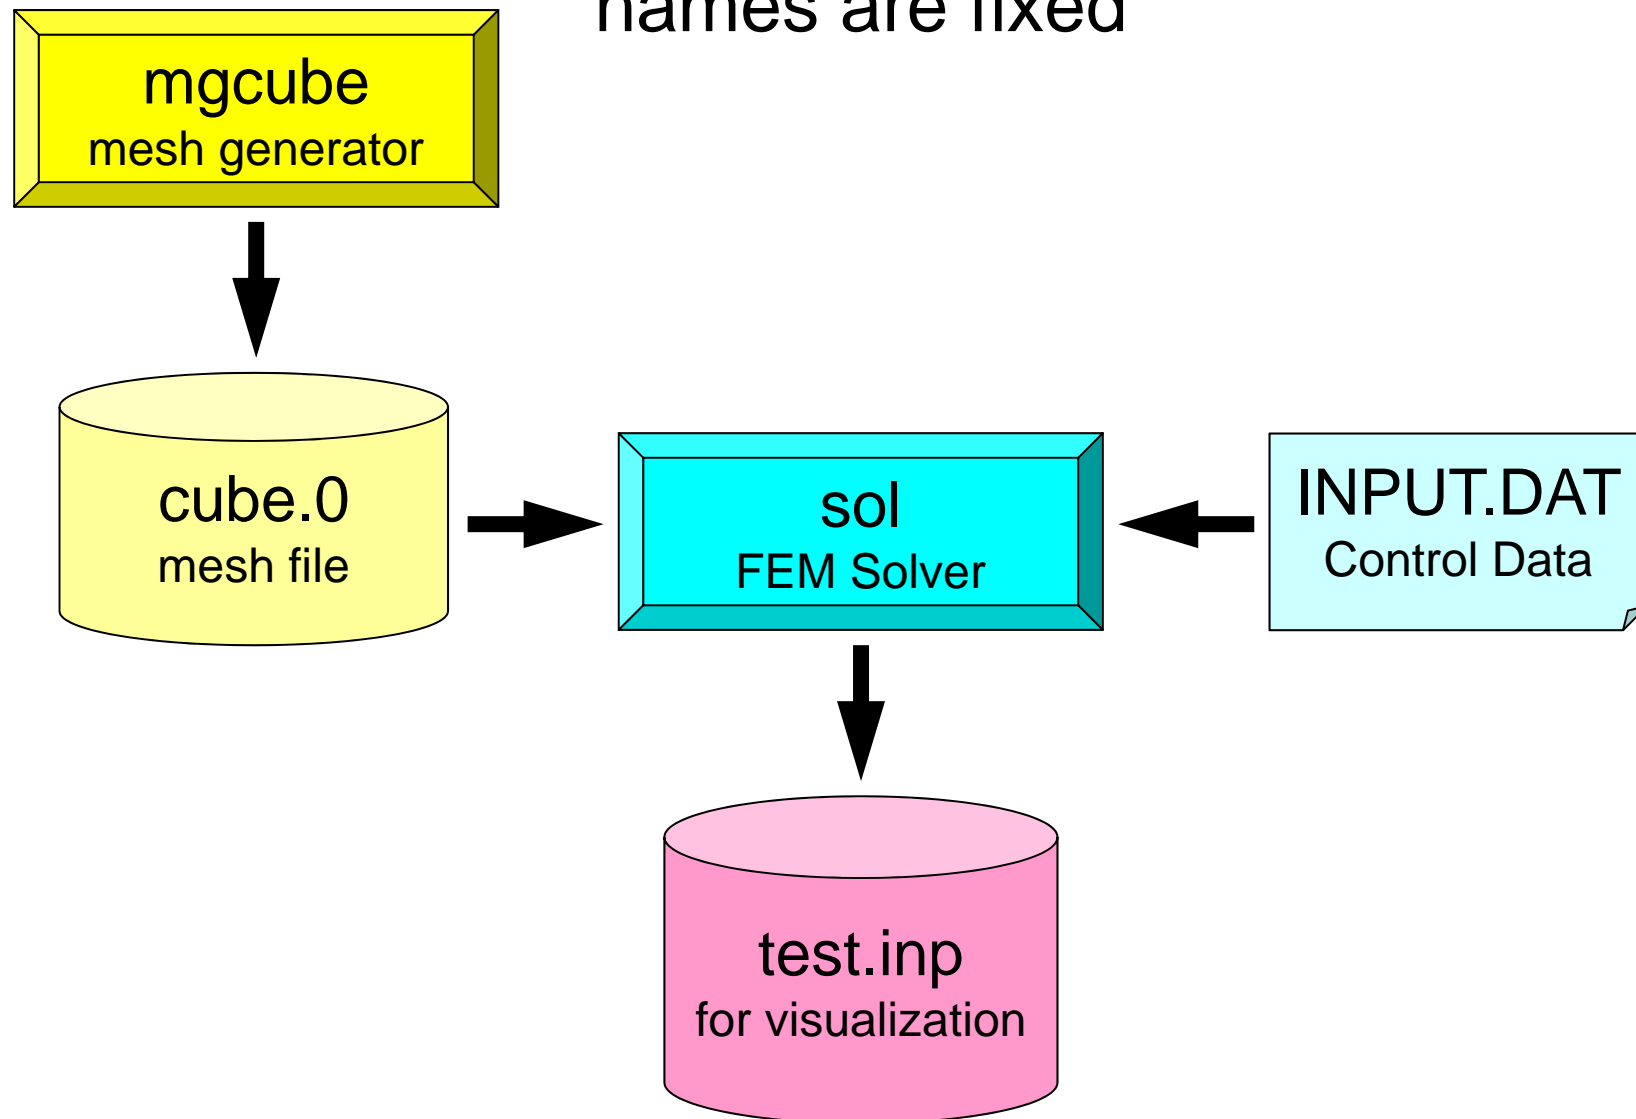 names are fixed
mgcube
mesh generator
cube.0
mesh file
sol
FEM Solver
INPUT.DAT
Control Data
test.inp
for visualization